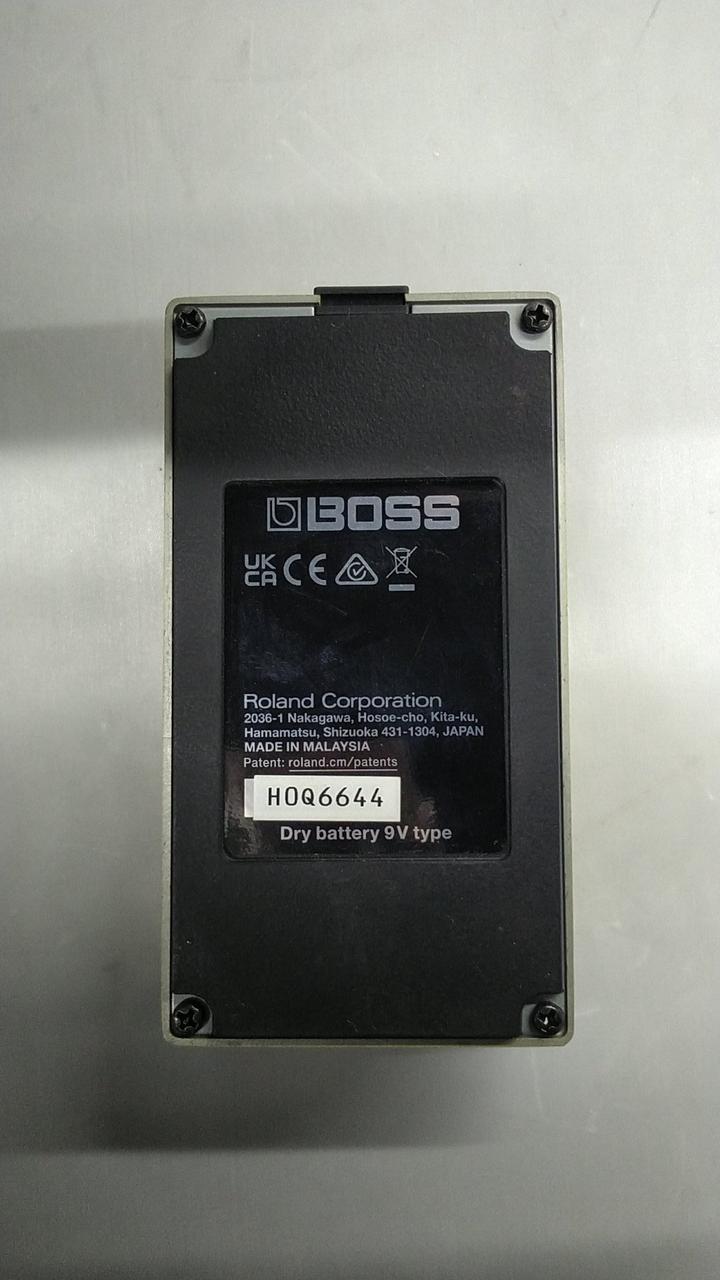 BOSS
UK
CA CE
Roland Corporation
2036-1 Nakagawa, Hosoe-cho, Kita-ku,
Hamamatsu, Shizuoka 431-1304, JAPAN
MADE IN MALAYSIA
Patent: roland.cm/patents
H0Q6644
Dry battery 9V type